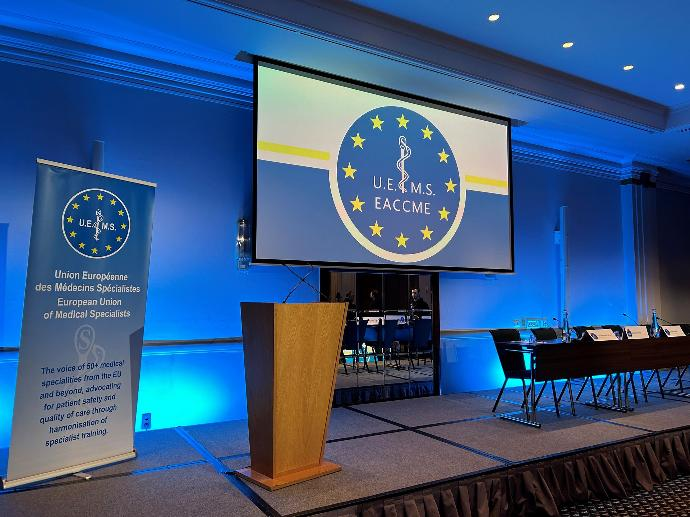 U.E.M.S.
Union Européenne
des Médecins Spécialistes
European Union
of Medical Specialists
The voice of 50+ medical
specialities from the EU
and beyond, advocating
for patient safety and
quality of care through
harmonisation of
specialist training.
U.E.M.S.
EACCME